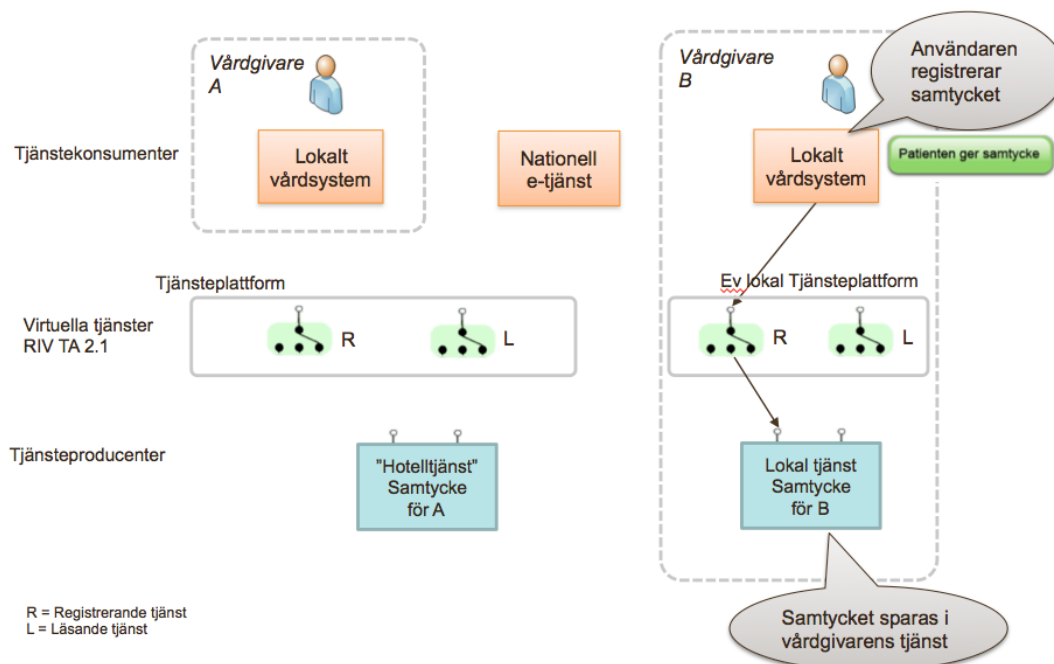 Vårdgivare
A
Vårdgivare
B
Användaren
registrerar
samtycket
Tjänstekonsumenter
Lokalt
vårdsystem
Nationell
e-tjänst
Lokalt
vårdsystem
Patienten ger samtycke
Tjänsteplattform
Ev lokal Tjänsteplattform
Virtuella tjänster
RIV TA 2.1
R
L
R
L
Tjänsteproducenter
"Hotelltjänst"
Samtycke
för A
Lokal tjänst
Samtycke
för B
R = Registrerande tjänst
L = Läsande tjänst
Samtycket sparas i
vårdgivarens tjänst